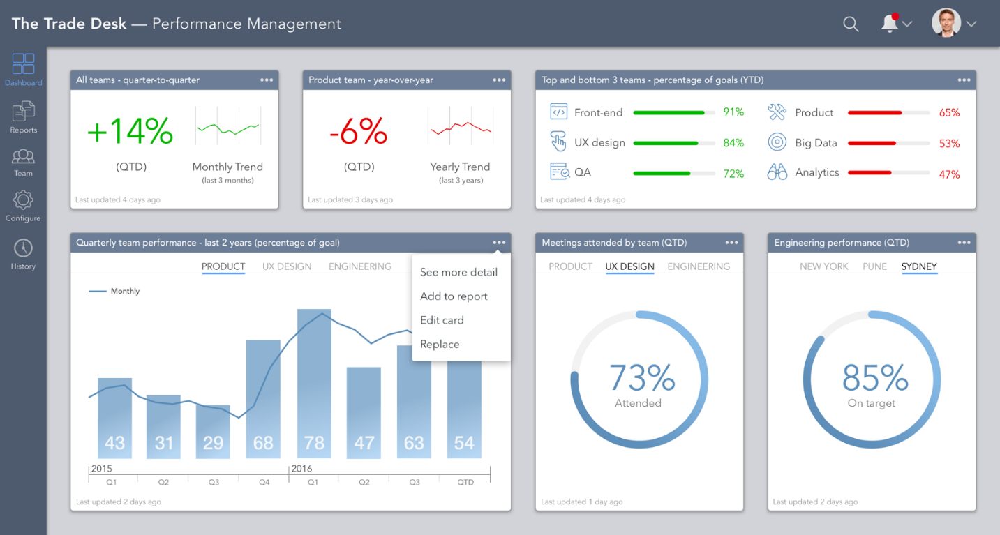 The Trade Desk — Performance Management
Dashboard
Reports
Team
Configure
History
All teams - quarter-to-quarter
+14%
(QTD)
Monthly Trend
(last 3 months)
Last updated 4 days ago
Product team - year-over-year
-6%
(QTD)
Yearly Trend
(last 3 years)
Last updated 3 days ago
Top and bottom 3 teams - percentage of goals (YTD)
Front-end 91%
UX design 84%
QA 72%
Product 65%
Big Data 53%
Analytics 47%
Last updated 4 days ago
Quarterly team performance - last 2 years (percentage of goal)
PRODUCT UX DESIGN ENGINEERING
See more detail
Add to report
Edit card
Replace
Monthly
43 31 29 68 78 47 63 54
2015 2016
Q1 Q2 Q3 Q4 Q1 Q2 Q3 QTD
Last updated 2 days ago
Meetings attended by team (QTD)
PRODUCT UX DESIGN ENGINEERING
73%
Attended
Last updated 1 day ago
Engineering performance (QTD)
NEW YORK PUNE SYDNEY
85%
On target
Last updated 2 days ago